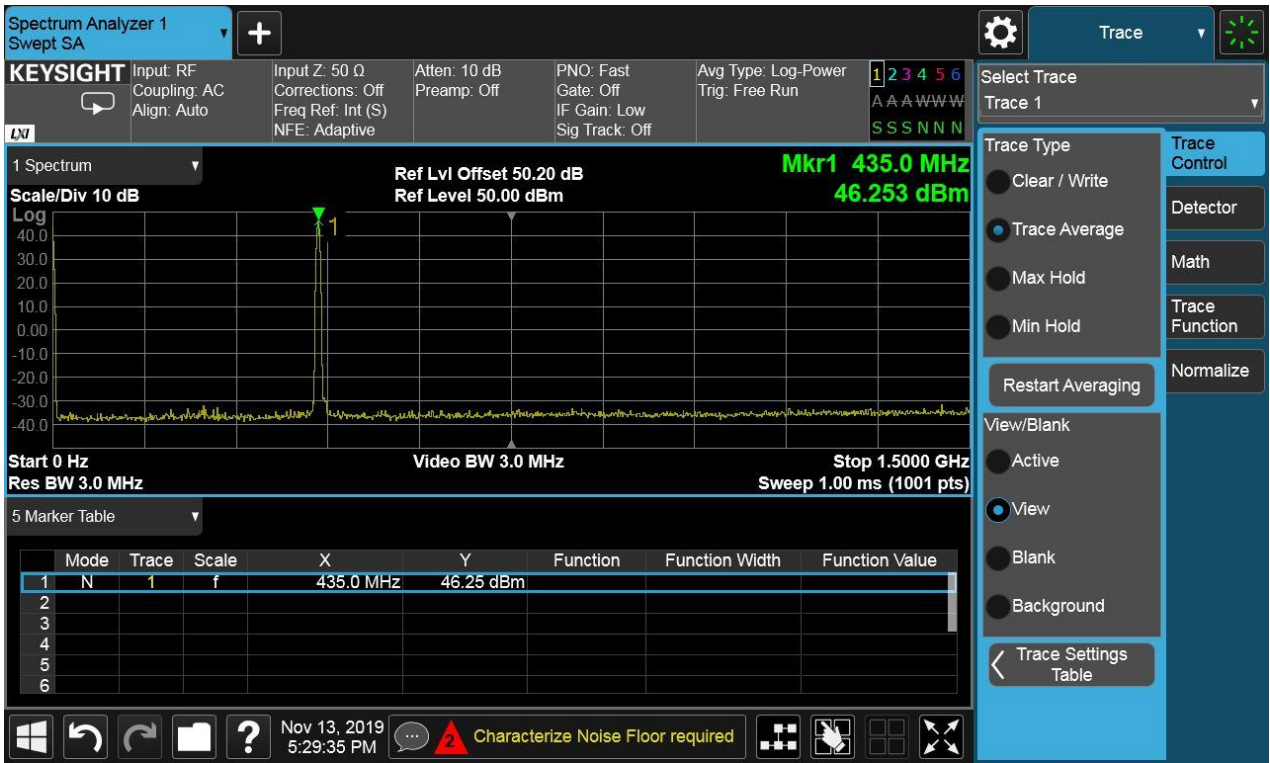 Spectrum Analyzer 1
Swept SA
+
Trace
KEYSIGHT
LXI
Input: RF
Coupling: AC
Align: Auto
Input Z: 50 Ω
Corrections: Off
Freq Ref: Int (S)
NFE: Adaptive
Atten: 10 dB
Preamp: Off
PNO: Fast
Gate: Off
IF Gain: Low
Sig Track: Off
Avg Type: Log-Power
Trig: Free Run
1 2 3 4 5 6
A A A W W W
S S S N N N
1 Spectrum
Scale/Div 10 dB
Ref Lvl Offset 50.20 dB
Ref Level 50.00 dBm
Mkr1 435.0 MHz
46.253 dBm
Log
1
40.0
30.0
20.0
10.0
0.00
-10.0
-20.0
-30.0
-40.0
Start 0 Hz
Video BW 3.0 MHz
Stop 1.5000 GHz
Res BW 3.0 MHz
Sweep 1.00 ms (1001 pts)
5 Marker Table
Mode Trace Scale X Y Function Function Width Function Value
1 N 1 f 435.0 MHz 46.25 dBm
2
3
4
5
6
?
Nov 13, 2019
5:29:35 PM
2
Characterize Noise Floor required
Select Trace
Trace 1
Trace Type
Clear / Write
Trace Average
Max Hold
Min Hold
Restart Averaging
View/Blank
Active
View
Blank
Background
Trace Settings
Table
Trace
Control
Detector
Math
Trace
Function
Normalize